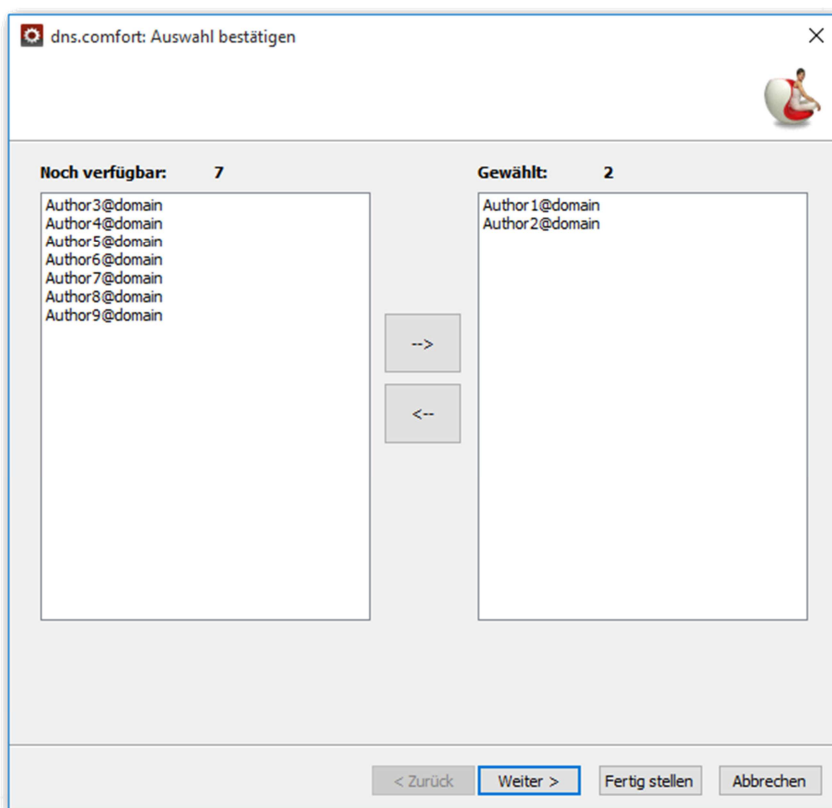 dns.comfort: Auswahl bestätigen
Noch verfügbar: 7
Author3@domain
Author4@domain
Author5@domain
Author6@domain
Author7@domain
Author8@domain
Author9@domain
-->
<--
Gewählt: 2
Author1@domain
Author2@domain
< Zurück
Weiter >
Fertig stellen
Abbrechen